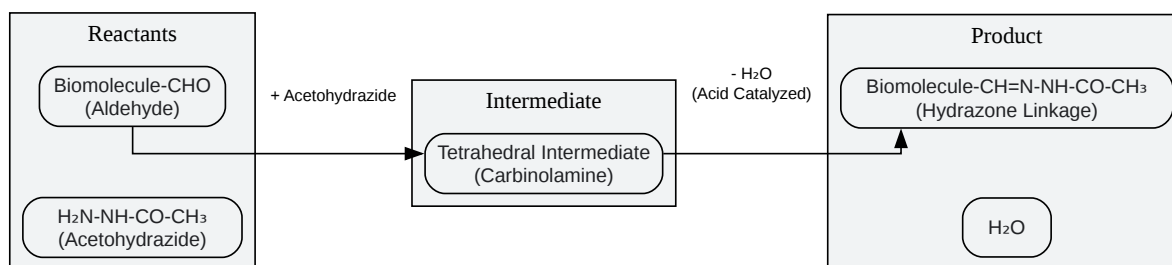 Reactants
Biomolecule-CHO
(Aldehyde)
H₂N-NH-CO-CH₃
(Acetohydrazide)
+ Acetohydrazide
Intermediate
Tetrahedral Intermediate
(Carbinolamine)
- H₂O
(Acid Catalyzed)
Product
Biomolecule-CH=N-NH-CO-CH₃
(Hydrazone Linkage)
H₂O